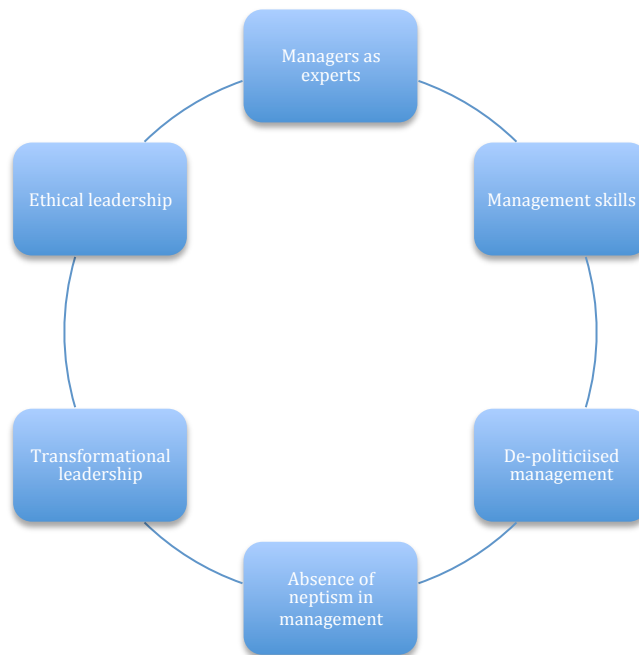 Managers as
experts
Management skills
De-politiciised
management
Absence of
neptism in
management
Transformational
leadership
Ethical leadership